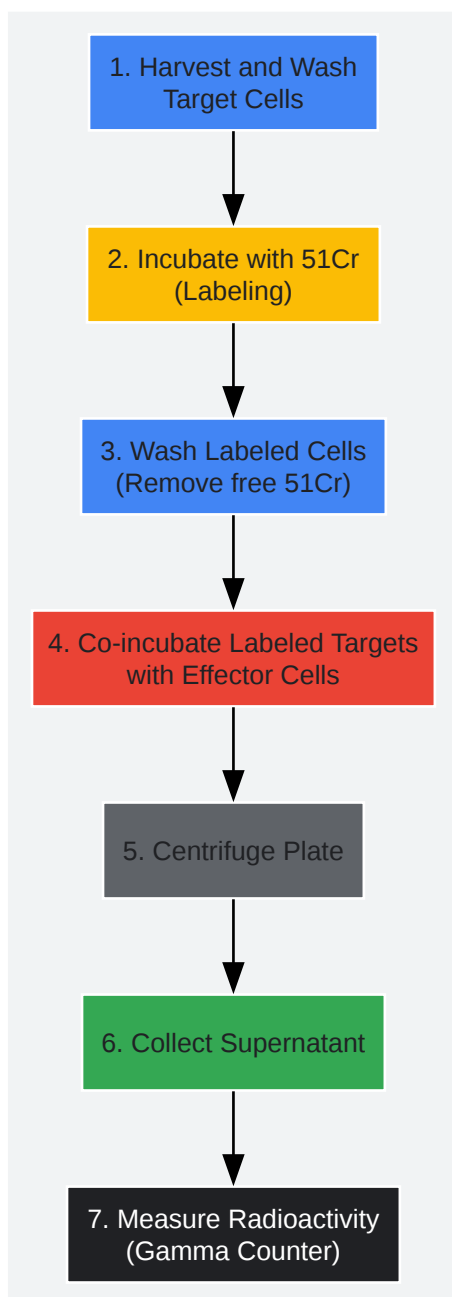 1. Harvest and Wash
Target Cells
2. Incubate with 51Cr
(Labeling)
3. Wash Labeled Cells
(Remove free 51Cr)
4. Co-incubate Labeled Targets
with Effector Cells
5. Centrifuge Plate
6. Collect Supernatant
7. Measure Radioactivity
(Gamma Counter)